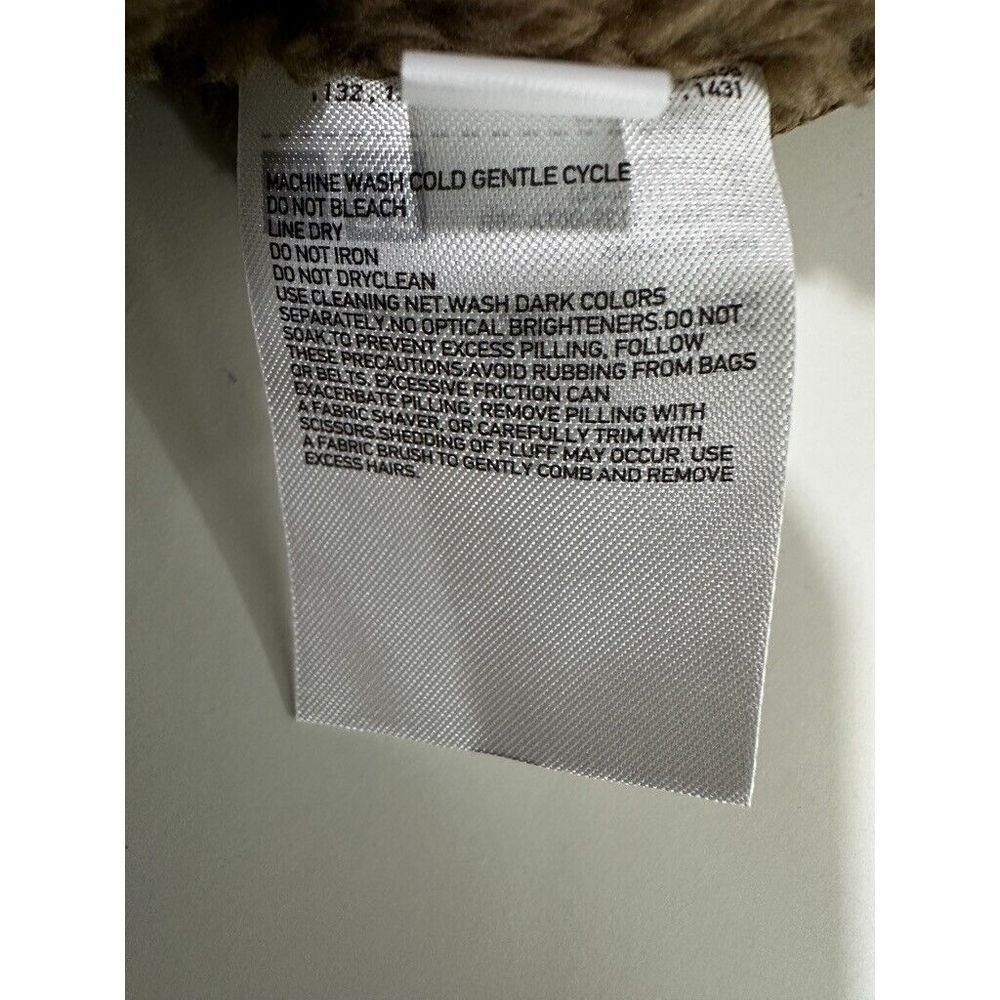 ,132,1
,1431
MACHINE WASH COLD GENTLE CYCLE
DO NOT BLEACH
LINE DRY
DO NOT IRON
DO NOT DRYCLEAN
USE CLEANING NET.WASH DARK COLORS
SEPARATELY.NO OPTICAL BRIGHTENERS.DO NOT
SOAK.TO PREVENT EXCESS PILLING, FOLLOW
THESE PRECAUTIONS:AVOID RUBBING FROM BAGS
OR BELTS. EXCESSIVE FRICTION CAN
EXACERBATE PILLING. REMOVE PILLING WITH
A FABRIC SHAVER, OR CAREFULLY TRIM WITH
SCISSORS.SHEDDING OF FLUFF MAY OCCUR. USE
A FABRIC BRUSH TO GENTLY COMB AND REMOVE
EXCESS HAIRS.